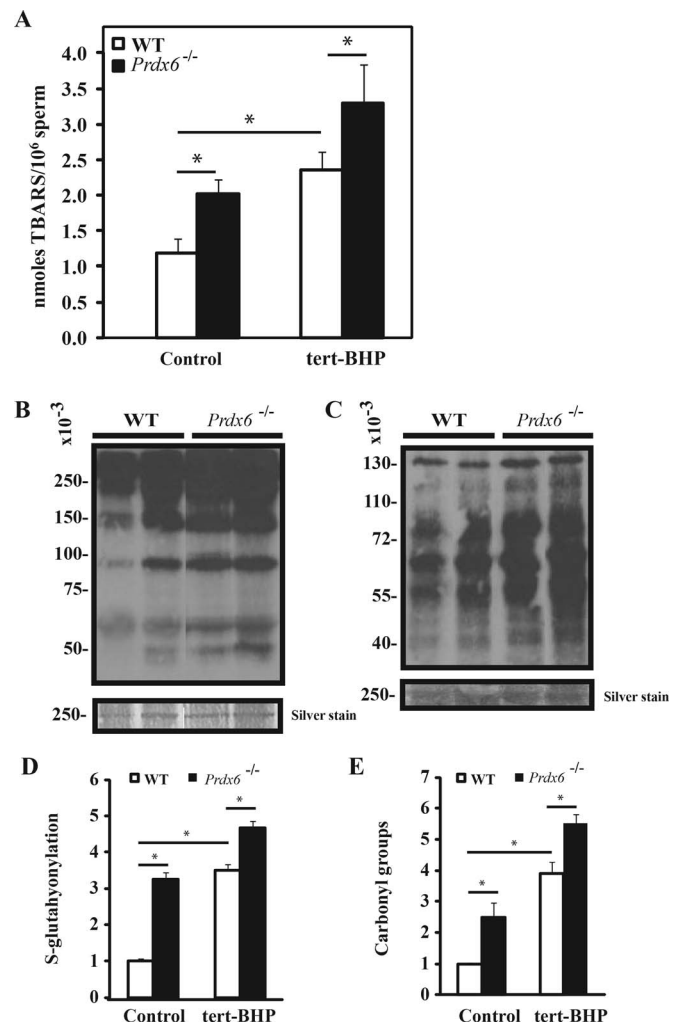 A
nmoles TBARS/10⁶ sperm
4.0
3.5
3.0
2.5
2.0
1.5
1.0
0.5
0.0
WT
Prdx6 -/-
*
*
*
Control tert-BHP
B
x10⁻³
WT Prdx6 -/-
250-
150-
100-
75-
50-
250- Silver stain
C
x10⁻³
WT Prdx6 -/-
130-
110-
72-
55-
40-
250- Silver stain
D
S-glutahyonylation
6
5
4
3
2
1
0
WT Prdx6 -/-
*
*
*
Control tert-BHP
E
Carbonyl groups
7
6
5
4
3
2
1
0
WT Prdx6 -/-
*
*
*
Control tert-BHP